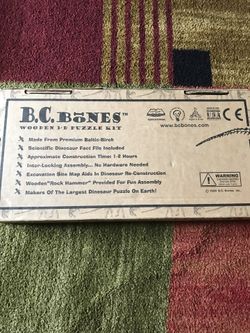 B.C. BONES™
WOODEN 3-D PUZZLE KIT
www.bcbones.com
Made From Premium Baltic-Birch
Scientific Dinosaur Fact File Included
Approximate Construction Time: 1-2 Hours
Inter-Locking Assembly... No Hardware Needed
Excavation Site Map Aids In Dinosaur Re-Construction
Wooden "Rock Hammer" Provided For Fun Assembly
Makers Of The Largest Dinosaur Puzzle On Earth!
WARNING